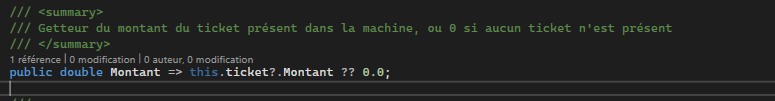 /// <summary>
/// Getteur du montant du ticket présent dans la machine, ou 0 si aucun ticket n'est présent
/// </summary>
1 référence | 0 modification | 0 auteur, 0 modification
public double Montant => this.ticket?.Montant ?? 0.0;